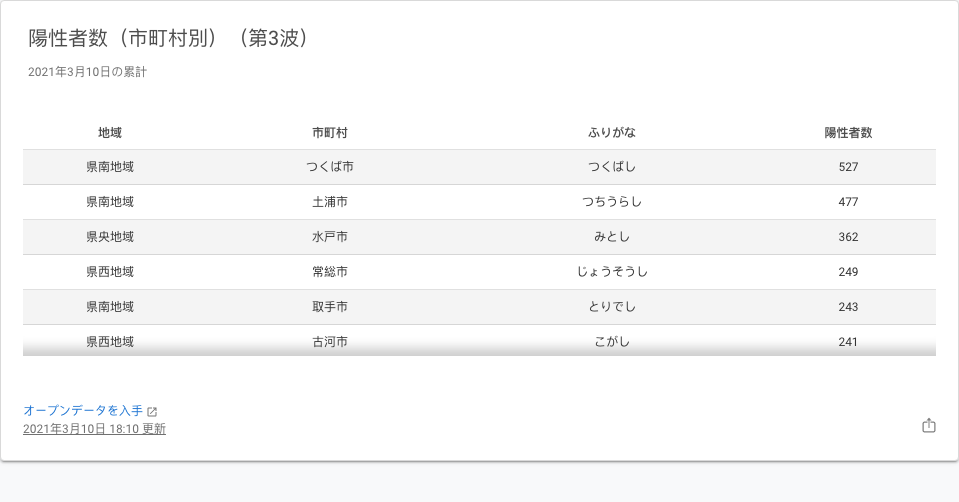 陽性者数（市町村別）（第3波）
2021年3月10日の累計
地域 市町村 ふりがな 陽性者数
県南地域 つくば市 つくばし 527
県南地域 土浦市 つちうらし 477
県央地域 水戸市 みとし 362
県西地域 常総市 じょうそうし 249
県南地域 取手市 とりでし 243
県西地域 古河市 こがし 241
オープンデータを入手
2021年3月10日 18:10 更新